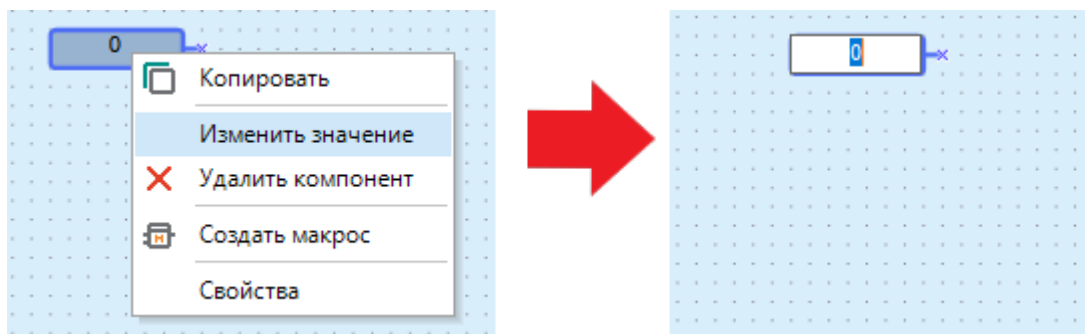 0
Копировать
Изменить значение
Удалить компонент
Создать макрос
Свойства
0